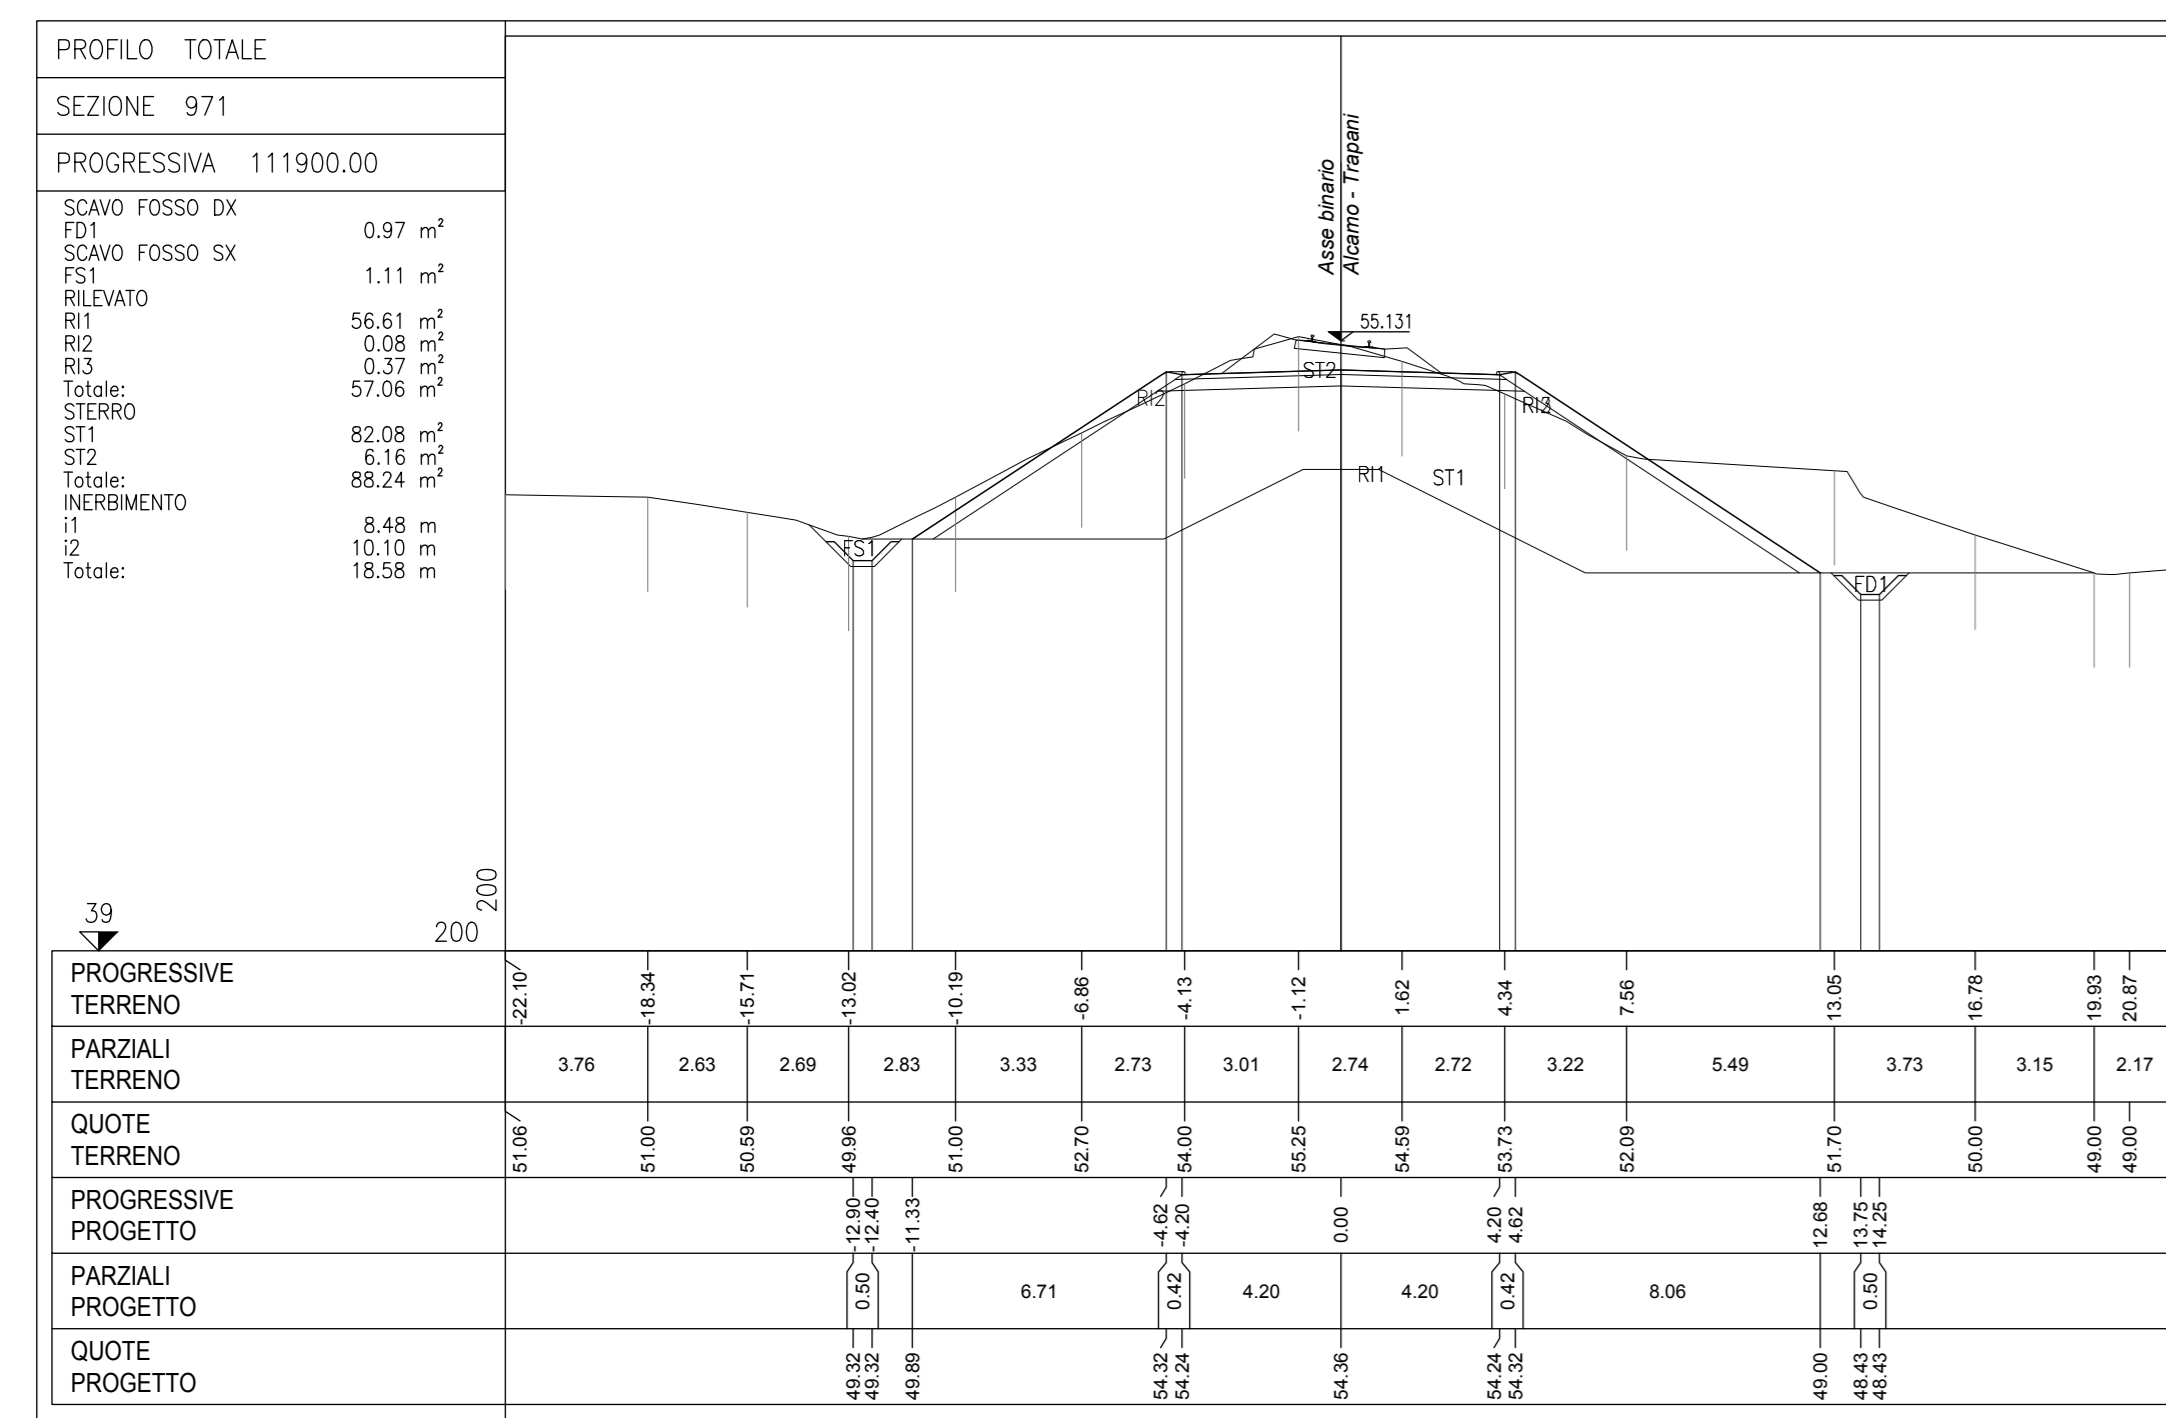 PROFILO TOTALE
SEZIONE 971
PROGRESSIVA 111900.00
SCAVO FOSSO DX
FD1 0.97 m²
SCAVO FOSSO SX
FS1 1.11 m²
RILEVATO
RI1 56.61 m²
RI2 0.08 m²
RI3 0.37 m²
Totale: 57.06 m²
STERRO
ST1 82.08 m²
ST2 6.16 m²
Totale: 88.24 m²
INERBIMENTO
i1 8.48 m
i2 10.10 m
Totale: 18.58 m
Asse binario
Alcamo - Trapani
55.131
ST2
RI2
RI1
ST1
FS1
FD1
39
200
200
PROGRESSIVE
TERRENO
-22.10 -18.34 -15.71 -13.02 -10.19 -6.86 -4.13 -1.12 1.62 4.34 7.56 13.05 16.78 19.93 20.87
PARZIALI
TERRENO
3.76 2.63 2.69 2.83 3.33 2.73 3.01 2.74 2.72 3.22 5.49 3.73 3.15 2.17
QUOTE
TERRENO
51.06 51.00 50.59 49.96 51.00 52.70 54.00 55.25 54.59 53.73 52.09 51.70 50.00 49.00 49.00
PROGRESSIVE
PROGETTO
-12.90 -12.40 -11.33 -4.62 -4.20 0.00 4.20 4.62 12.68 13.75 14.25
PARZIALI
PROGETTO
0.50 6.71 0.42 4.20 4.20 0.42 8.06 0.50
QUOTE
PROGETTO
49.32 49.32 49.89 54.32 54.24 54.36 54.24 54.32 49.00 48.43 48.43